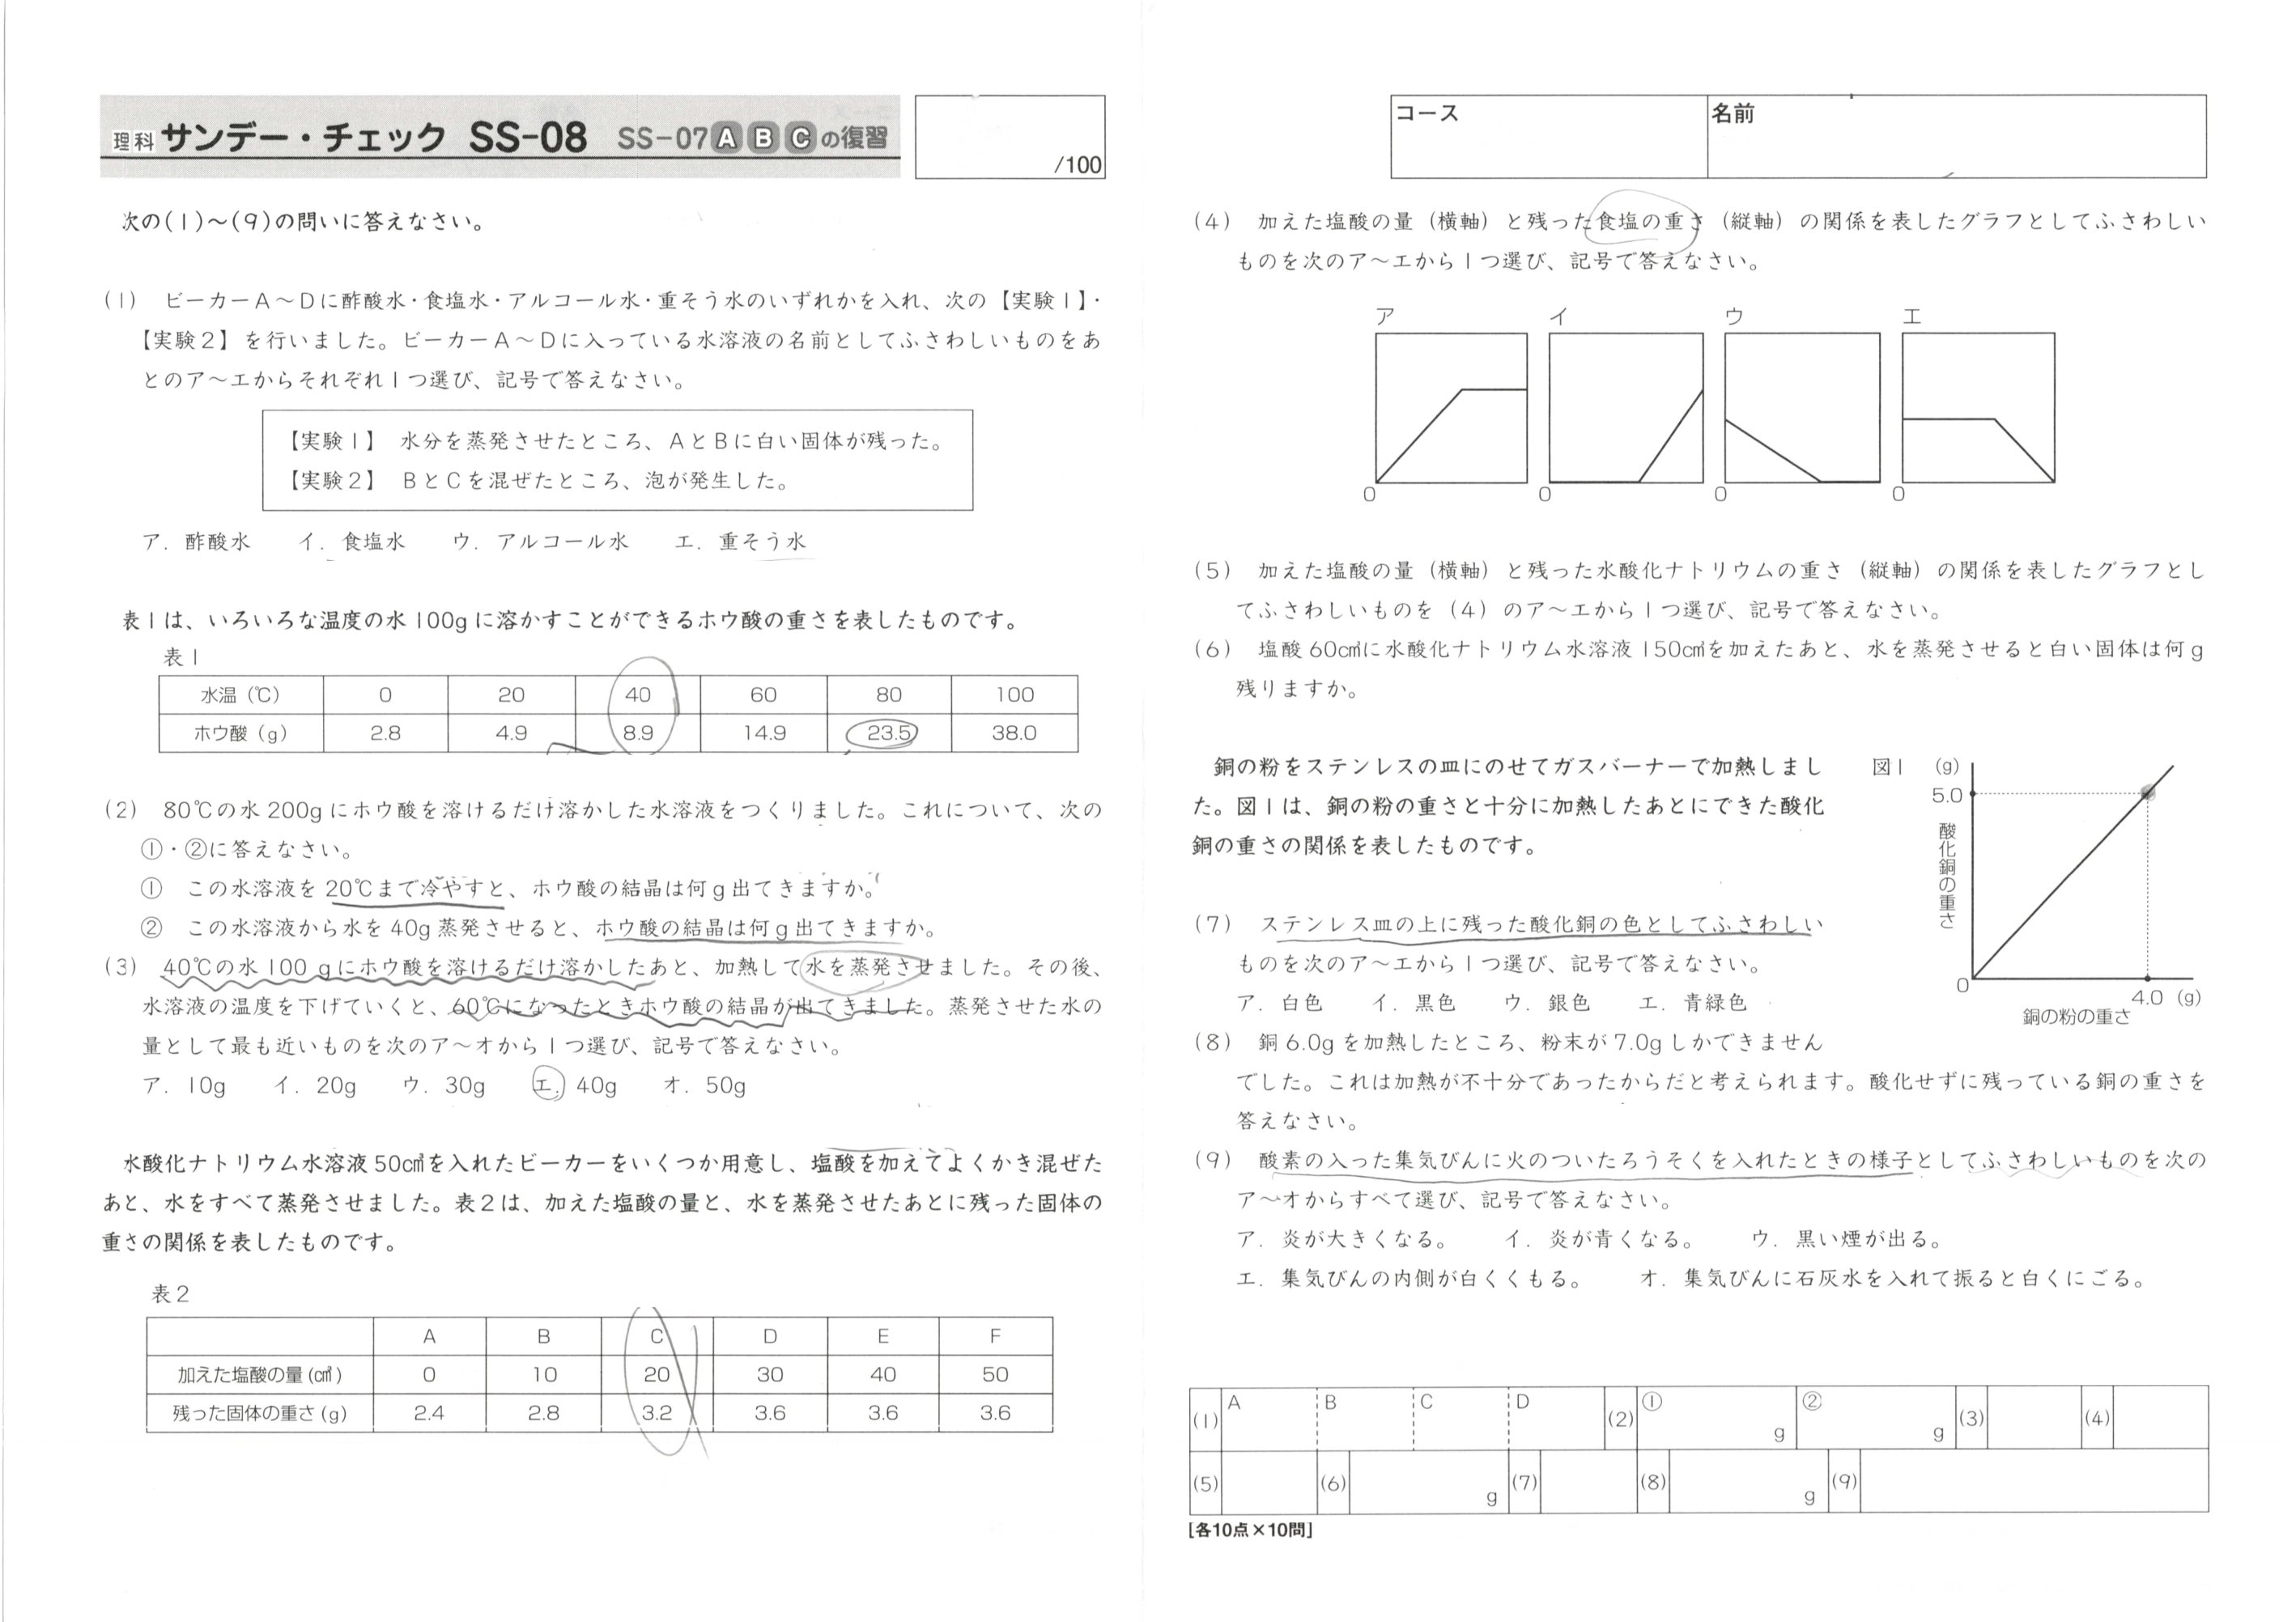 理科 サンデー・チェック SS-08 SS-07 A B C の復習
/100
次の(1)～(9)の問いに答えなさい。
(1) ビーカーA～Dに酢酸水・食塩水・アルコール水・重そう水のいずれかを入れ、次の【実験1】・
【実験2】を行いました。ビーカーA～Dに入っている水溶液の名前としてふさわしいものをあ
とのア～エからそれぞれ1つ選び、記号で答えなさい。
【実験1】 水分を蒸発させたところ、AとBに白い固体が残った。
【実験2】 BとCを混ぜたところ、泡が発生した。
ア. 酢酸水 イ. 食塩水 ウ. アルコール水 エ. 重そう水
表1は、いろいろな温度の水100gに溶かすことができるホウ酸の重さを表したものです。
表1
水温(℃) 0 20 40 60 80 100
ホウ酸(g) 2.8 4.9 8.9 14.9 23.5 38.0
(2) 80℃の水200gにホウ酸を溶けるだけ溶かした水溶液をつくりました。これについて、次の
①・②に答えなさい。
① この水溶液を20℃まで冷やすと、ホウ酸の結晶は何g出てきますか。
② この水溶液から水を40g蒸発させると、ホウ酸の結晶は何g出てきますか。
(3) 40℃の水100gにホウ酸を溶けるだけ溶かしたあと、加熱して水を蒸発させました。その後、
水溶液の温度を下げていくと、60℃になったときホウ酸の結晶が出てきました。蒸発させた水の
量として最も近いものを次のア～オから1つ選び、記号で答えなさい。
ア. 10g イ. 20g ウ. 30g エ. 40g オ. 50g
水酸化ナトリウム水溶液50cm³を入れたビーカーをいくつか用意し、塩酸を加えてよくかき混ぜた
あと、水をすべて蒸発させました。表2は、加えた塩酸の量と、水を蒸発させたあとに残った固体の
重さの関係を表したものです。
表2
A B C D E F
加えた塩酸の量(cm³) 0 10 20 30 40 50
残った固体の重さ(g) 2.4 2.8 3.2 3.6 3.6 3.6
コース 名前
(4) 加えた塩酸の量(横軸)と残った食塩の重さ(縦軸)の関係を表したグラフとしてふさわしい
ものを次のア～エから1つ選び、記号で答えなさい。
ア イ ウ エ
0 0 0 0
(5) 加えた塩酸の量(横軸)と残った水酸化ナトリウムの重さ(縦軸)の関係を表したグラフとし
てふさわしいものを(4)のア～エから1つ選び、記号で答えなさい。
(6) 塩酸60cm³に水酸化ナトリウム水溶液150cm³を加えたあと、水を蒸発させると白い固体は何g
残りますか。
銅の粉をステンレスの皿にのせてガスバーナーで加熱しまし
た。図1は、銅の粉の重さと十分に加熱したあとにできた酸化
銅の重さの関係を表したものです。
図1 (g)
5.0
酸化銅の重さ
0
4.0 (g)
銅の粉の重さ
(7) ステンレス皿の上に残った酸化銅の色としてふさわしい
ものを次のア～エから1つ選び、記号で答えなさい。
ア. 白色 イ. 黒色 ウ. 銀色 エ. 青緑色
(8) 銅6.0gを加熱したところ、粉末が7.0gしかできません
でした。これは加熱が不十分であったからだと考えられます。酸化せずに残っている銅の重さを
答えなさい。
(9) 酸素の入った集気びんに火のついたろうそくを入れたときの様子としてふさわしいものを次の
ア～オからすべて選び、記号で答えなさい。
ア. 炎が大きくなる。 イ. 炎が青くなる。 ウ. 黒い煙が出る。
エ. 集気びんの内側が白くくもる。 オ. 集気びんに石灰水を入れて振ると白くにごる。
(1) A B C D (2) ① g ② g (3) (4)
(5) (6) g (7) (8) g (9)
[各10点×10問]